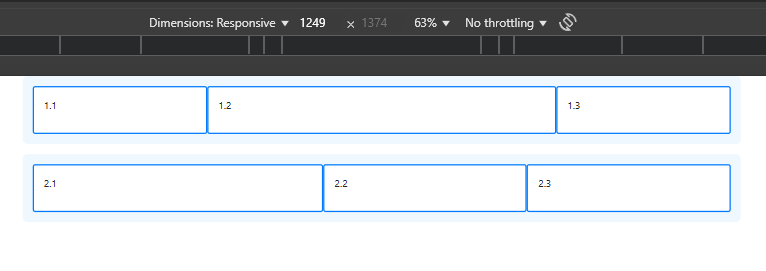 Dimensions: Responsive ▼ 1249 × 1374 63% ▼ No throttling ▼
1.1 1.2 1.3
2.1 2.2 2.3